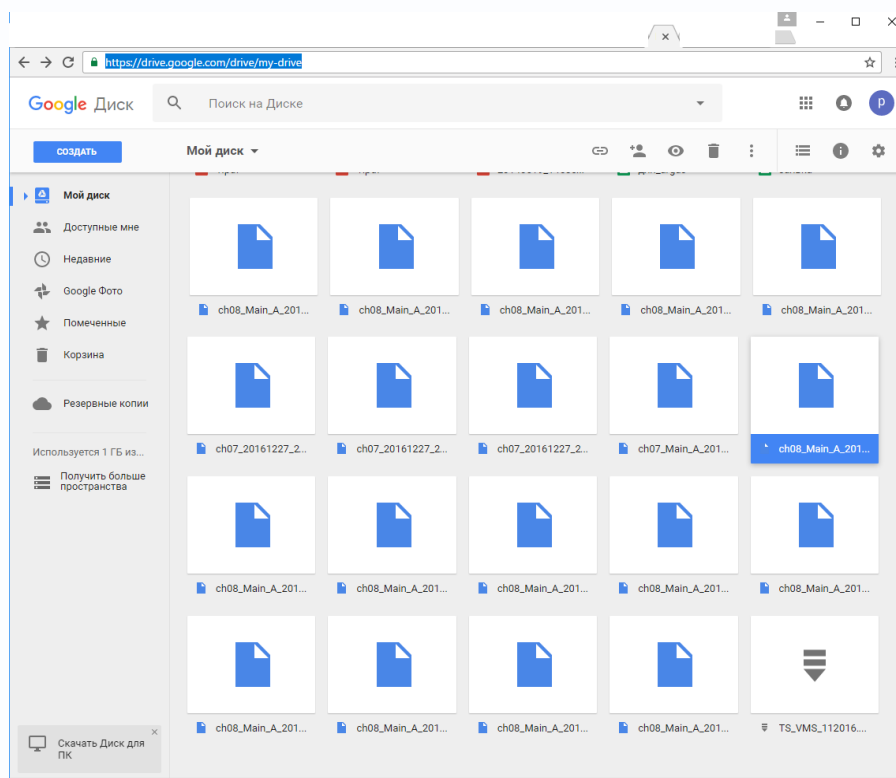 https://drive.google.com/drive/my-drive
Google Диск
Поиск на Диске
p
СОЗДАТЬ
Мой диск
Мой диск
Доступные мне
Недавние
Google Фото
Помеченные
Корзина
Резервные копии
Используется 1 ГБ из...
Получить больше
пространства
Скачать Диск для
ПК
ch08_Main_A_201... ch08_Main_A_201... ch08_Main_A_201... ch08_Main_A_201... ch08_Main_A_201...
ch07_20161227_2... ch07_20161227_2... ch07_20161227_2... ch07_Main_A_201... ch08_Main_A_201...
ch08_Main_A_201... ch08_Main_A_201... ch08_Main_A_201... ch08_Main_A_201... ch08_Main_A_201...
ch08_Main_A_201... ch08_Main_A_201... ch08_Main_A_201... ch08_Main_A_201... TS_VMS_112016....